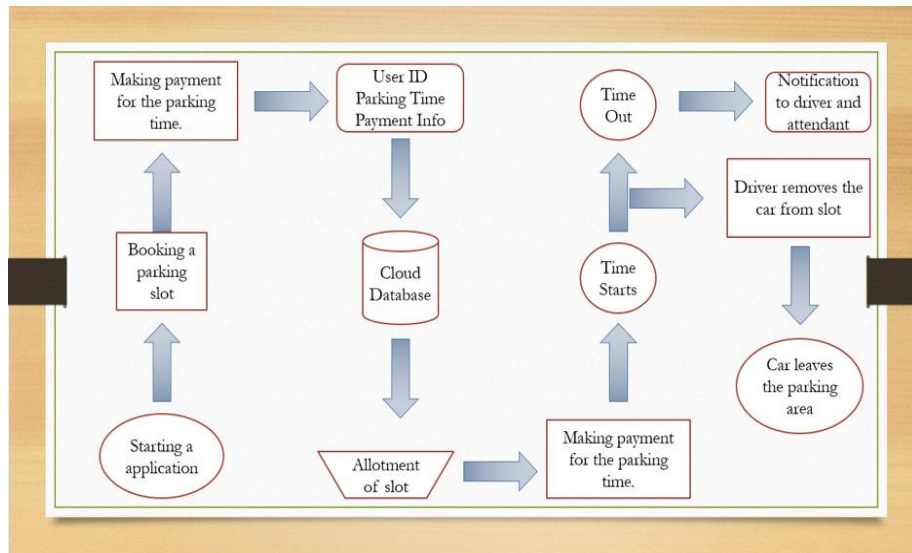 Making payment
for the parking
time.
User ID
Parking Time
Payment Info
Time
Out
Notification
to driver and
attendant
Driver removes the
car from slot
Booking a
parking
slot
Cloud
Database
Time
Starts
Car leaves
the parking
area
Starting a
application
Allotment
of slot
Making payment
for the parking
time.